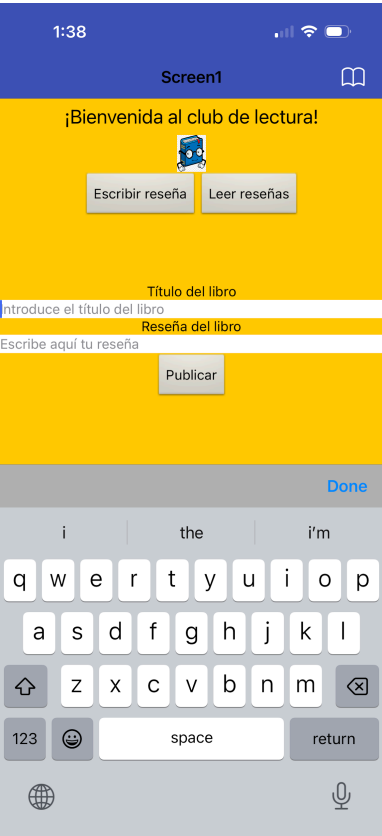 1:38
Screen1
¡Bienvenida al club de lectura!
Escribir reseña Leer reseñas
Título del libro
Introduce el título del libro
Reseña del libro
Escribe aquí tu reseña
Publicar
Done
i the i'm
q w e r t y u i o p
a s d f g h j k l
z x c v b n m
123 space return